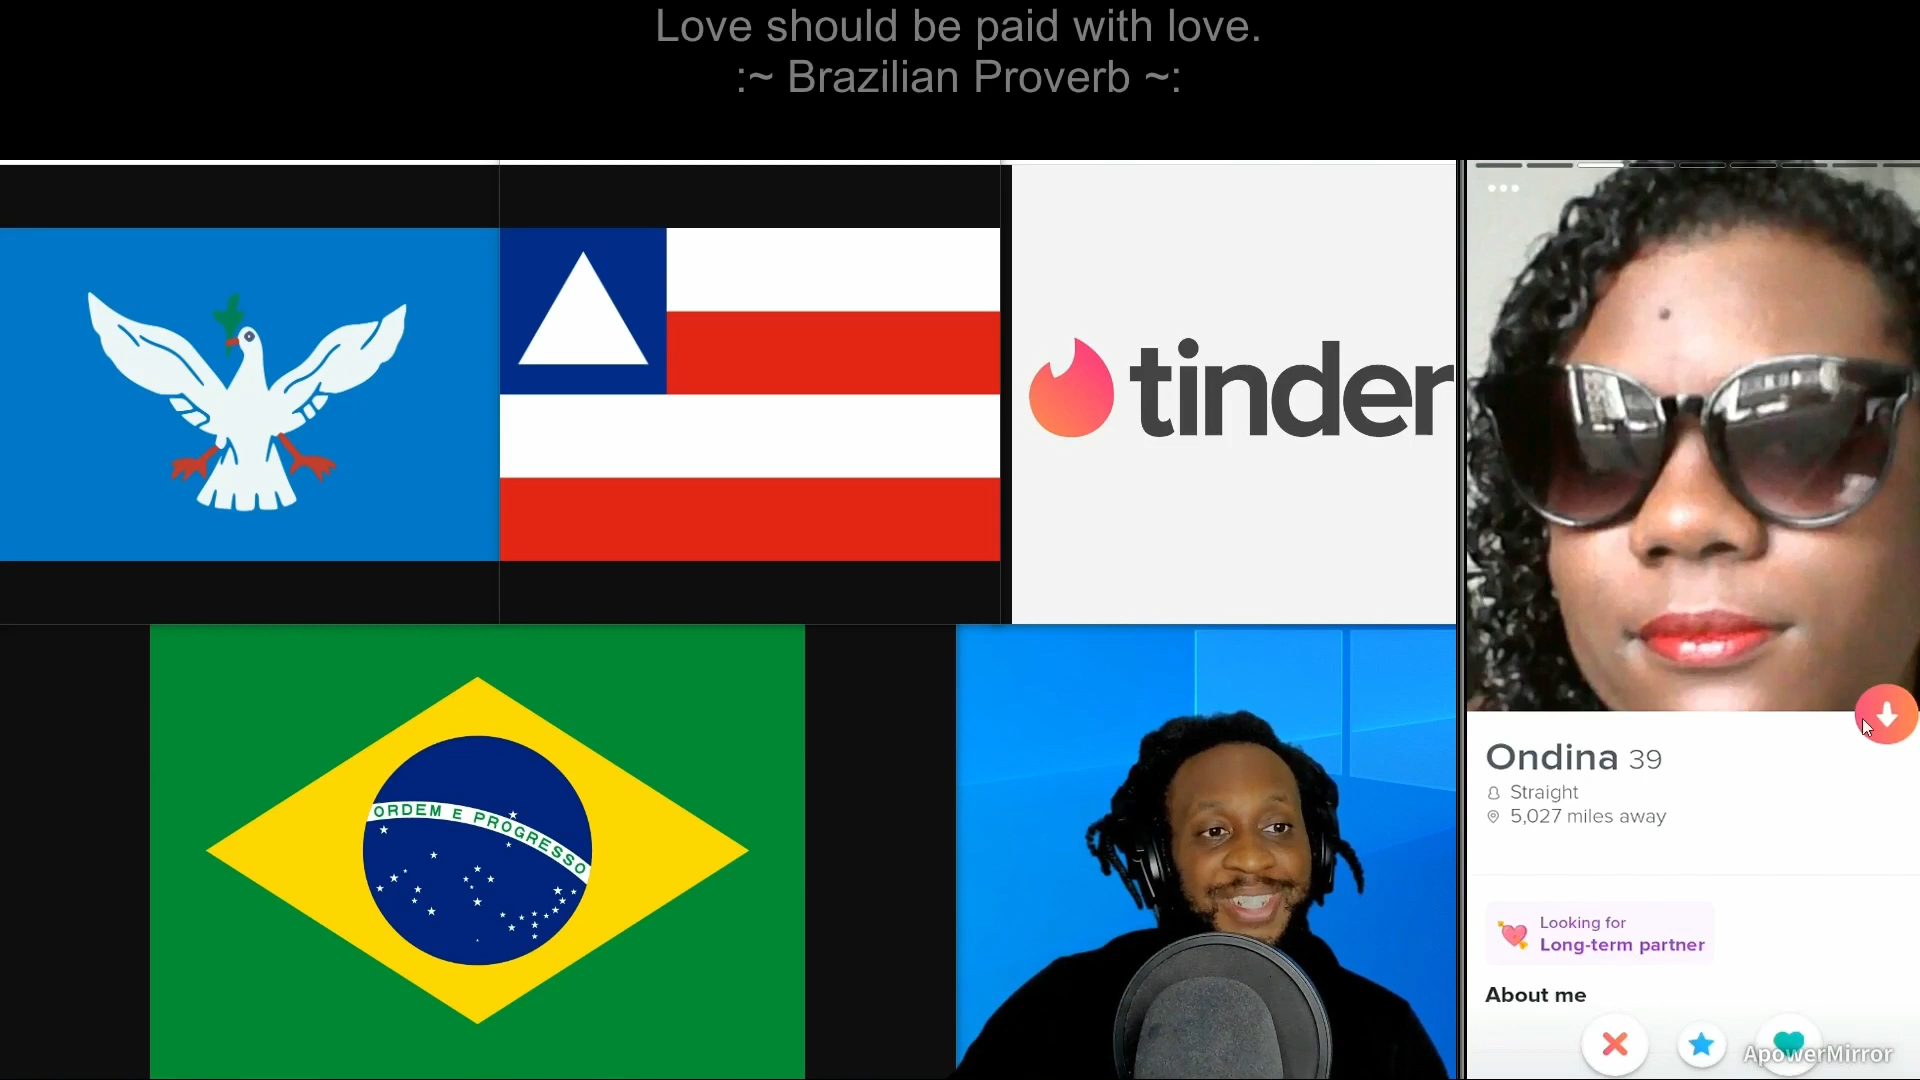 Love should be paid with love.
:~ Brazilian Proverb ~:
tinder
ORDEM E PROGRESSO
Ondina 39
Straight
5,027 miles away
Looking for
Long-term partner
About me
ApowerMirror